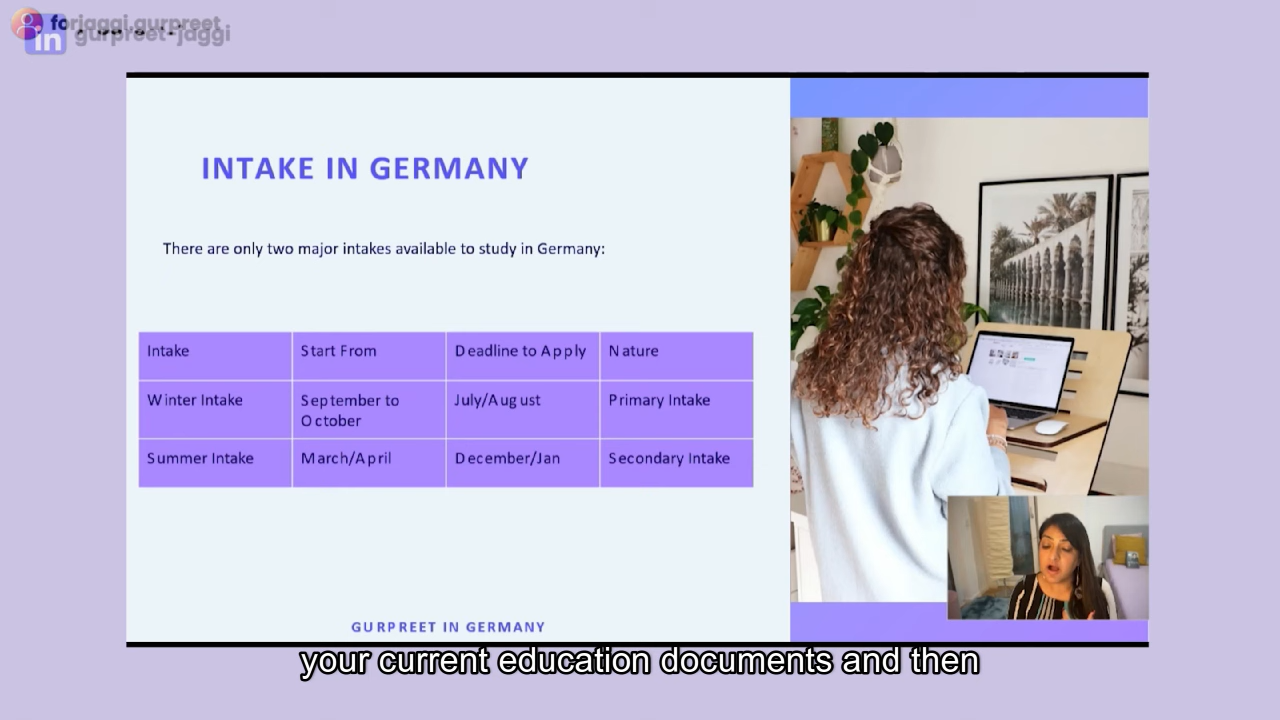 gurpreet-jaggi
INTAKE IN GERMANY
There are only two major intakes available to study in Germany:
Intake
Start From
Deadline to Apply
Nature
Winter Intake
September to
October
July/August
Primary Intake
Summer Intake
March/April
December/Jan
Secondary Intake
GURPREET IN GERMANY
your current education documents and then